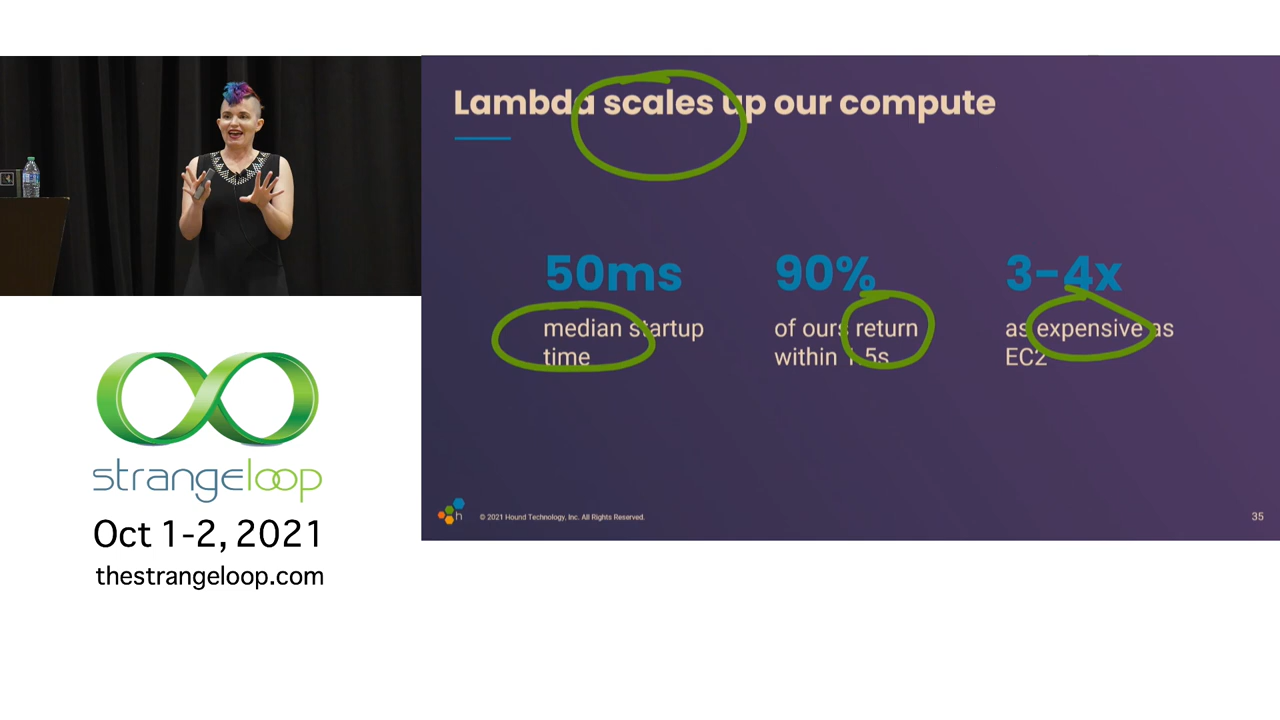 Lambda scales up our compute
50ms
median startup
time
90%
of ours return
within 1.5s
3-4x
as expensive as
EC2
h
© 2021 Hound Technology, Inc. All Rights Reserved.
35
strangeloop
Oct 1-2, 2021
thestrangeloop.com